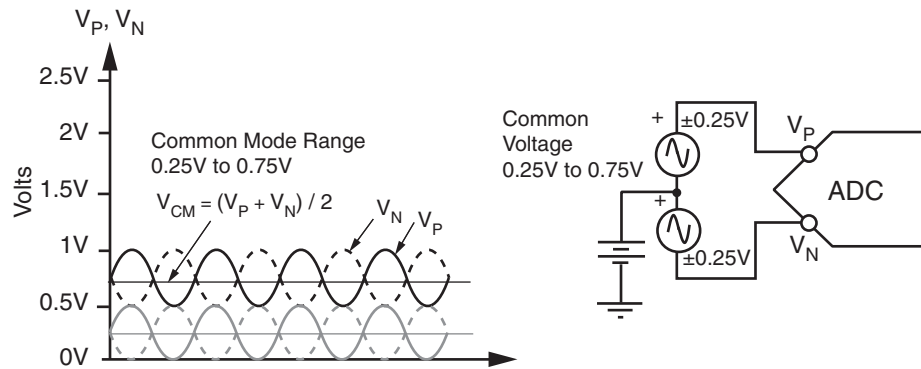 V_P, V_N
2.5V
2V
1.5V
1V
0.5V
0V
Volts
Common Mode Range
0.25V to 0.75V
V_CM = (V_P + V_N) / 2
V_N
V_P
Common
Voltage
0.25V to 0.75V
+
±0.25V
+
±0.25V
V_P
ADC
V_N